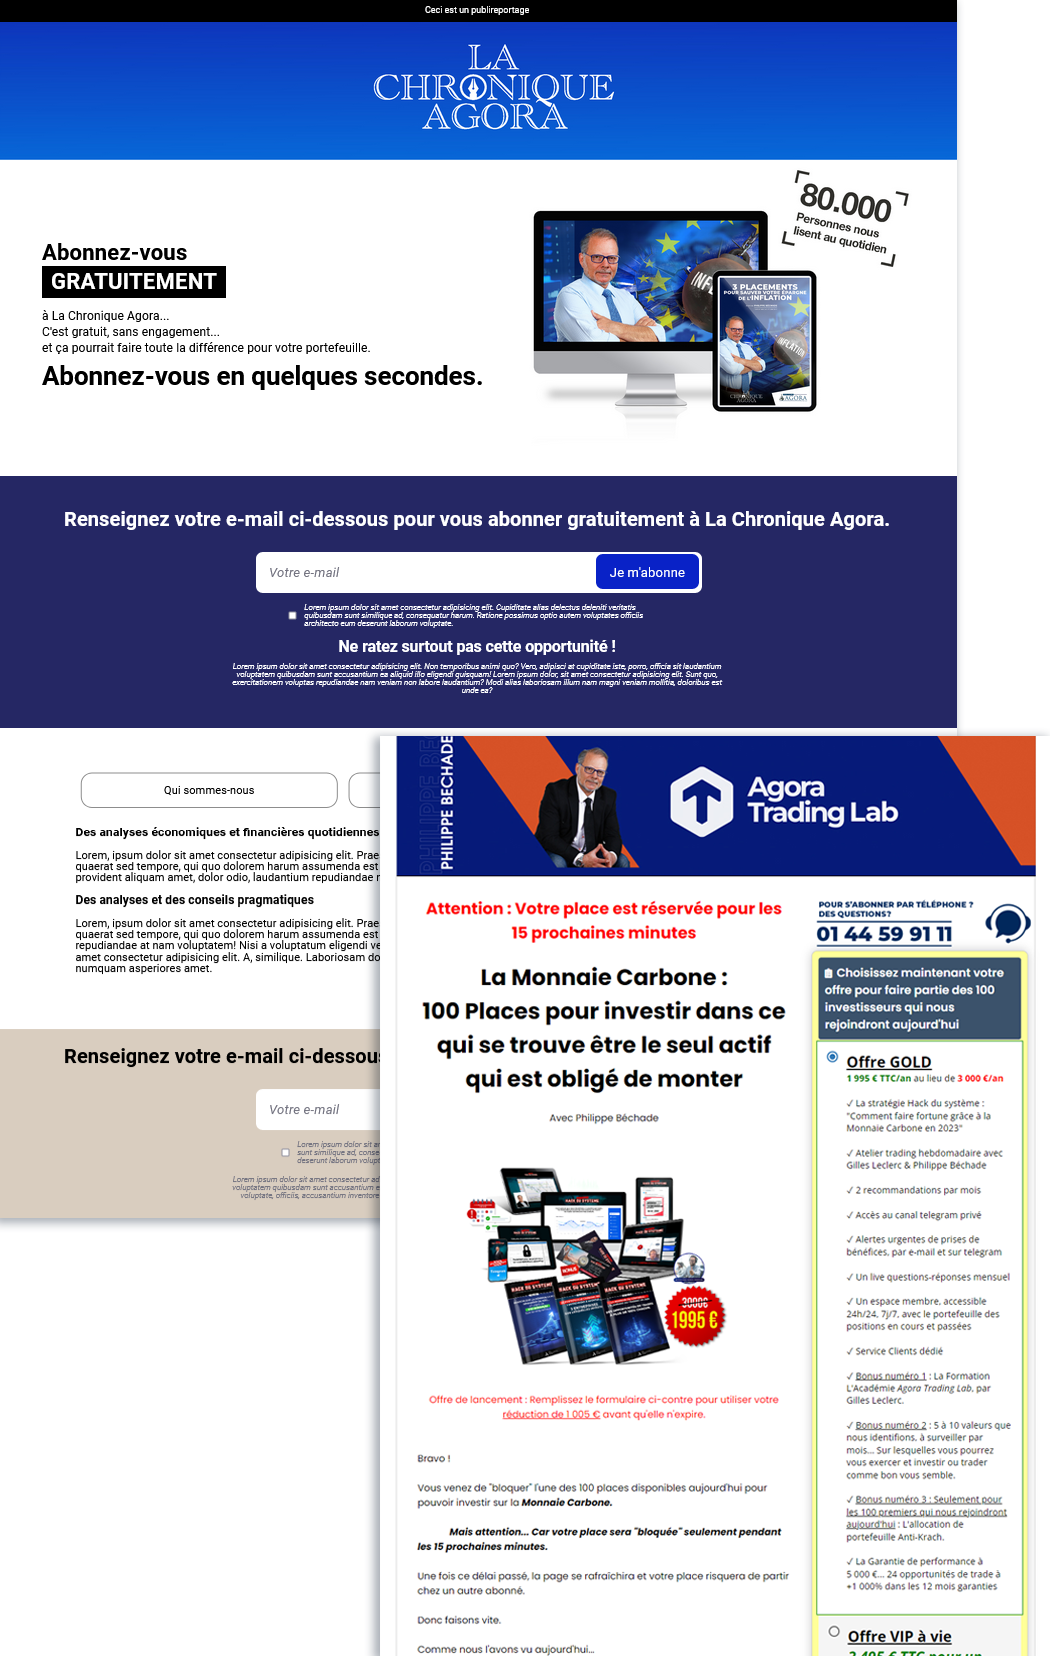 Ceci est un publireportage
LA
CHRONIQUE
AGORA
80.000
Personnes nous
lisent au quotidien
Abonnez-vous
GRATUITEMENT
à La Chronique Agora...
C'est gratuit, sans engagement...
et ça pourrait faire toute la différence pour votre portefeuille.
Abonnez-vous en quelques secondes.
INFLATION
3 PLACEMENTS
POUR SAUVER VOTRE ÉPARGNE
DE L'INFLATION
INFLATION
LA
CHRONIQUE
AGORA
AGORA
Renseignez votre e-mail ci-dessous pour vous abonner gratuitement à La Chronique Agora.
Votre e-mail
Je m'abonne
Lorem ipsum dolor sit amet consectetur adipisicing elit. Cupiditate alias delectus deleniti veritatis
quibusdam sunt similique ad, consequatur harum. Ratione possimus optio autem voluptates officiis
architecto eum deserunt laborum voluptate.
Ne ratez surtout pas cette opportunité !
Lorem ipsum dolor sit amet consectetur adipisicing elit. Non temporibus animi quo? Vero, adipisci at cupiditate iste, porro, officia sit laudantium
voluptatem quibusdam sunt accusantium ea aliquid illo eligendi quisquam! Lorem ipsum dolor, sit amet consectetur adipisicing elit. Sunt quo,
exercitationem voluptas repudiandae nam veniam non labore laudantium? Modi alias laboriosam illum nam magni veniam mollitia, doloribus est
unde ea?
Qui sommes-nous
Des analyses économiques et financières quotidiennes
Lorem, ipsum dolor sit amet consectetur adipisicing elit. Prae
quaerat sed tempore, qui quo dolorem harum assumenda est
provident aliquam amet, dolor odio, laudantium repudiandae r
Des analyses et des conseils pragmatiques
Lorem, ipsum dolor sit amet consectetur adipisicing elit. Prae
quaerat sed tempore, qui quo dolorem harum assumenda est
repudiandae at nam voluptatem! Nisi a voluptatum eligendi ve
amet consectetur adipisicing elit. A, similique. Laboriosam do
numquam asperiores amet.
Renseignez votre e-mail ci-dessous
Votre e-mail
Lorem ipsum dolor sit a
sunt similique ad, conse
deserunt laborum volupt
Lorem ipsum dolor sit amet consectetur ad
voluptatem quibusdam sunt accusantium e
voluptate, officiis, accusantium inventore
PHILIPPE BECHADE
Agora
Trading Lab
Attention : Votre place est réservée pour les
15 prochaines minutes
La Monnaie Carbone :
100 Places pour investir dans ce
qui se trouve être le seul actif
qui est obligé de monter
Avec Philippe Béchade
HACK DU SYSTÈME
BONUS
3000€
1995 €
Offre de lancement : Remplissez le formulaire ci-contre pour utiliser votre
réduction de 1 005 € avant qu'elle n'expire.
Bravo !
Vous venez de "bloquer" l'une des 100 places disponibles aujourd'hui pour
pouvoir investir sur la Monnaie Carbone.
Mais attention... Car votre place sera "bloquée" seulement pendant
les 15 prochaines minutes.
Une fois ce délai passé, la page se rafraîchira et votre place risquera de partir
chez un autre abonné.
Donc faisons vite.
Comme nous l'avons vu aujourd'hui...
POUR S'ABONNER PAR TÉLÉPHONE ?
DES QUESTIONS?
01 44 59 91 11
Choisissez maintenant votre
offre pour faire partie des 100
investisseurs qui nous
rejoindront aujourd'hui
Offre GOLD
1 995 € TTC/an au lieu de 3 000 €/an
✓ La stratégie Hack du système :
"Comment faire fortune grâce à la
Monnaie Carbone en 2023"
✓ Atelier trading hebdomadaire avec
Gilles Leclerc & Philippe Béchade
✓ 2 recommandations par mois
✓ Accès au canal telegram privé
✓ Alertes urgentes de prises de
bénéfices, par e-mail et sur telegram
✓ Un live questions-réponses mensuel
✓ Un espace membre, accessible
24h/24, 7j/7, avec le portefeuille des
positions en cours et passées
✓ Service Clients dédié
✓ Bonus numéro 1 : La Formation
L'Académie Agora Trading Lab, par
Gilles Leclerc.
✓ Bonus numéro 2 : 5 à 10 valeurs que
nous identifions, à surveiller par
mois... Sur lesquelles vous pourrez
vous exercer et investir ou trader
comme bon vous semble.
✓ Bonus numéro 3 : Seulement pour
les 100 premiers qui nous rejoindront
aujourd'hui : L'allocation de
portefeuille Anti-Krach.
✓ La Garantie de performance à
5 000 €... 24 opportunités de trade à
+1 000% dans les 12 mois garanties
Offre VIP à vie
2 495 € TTC pour un